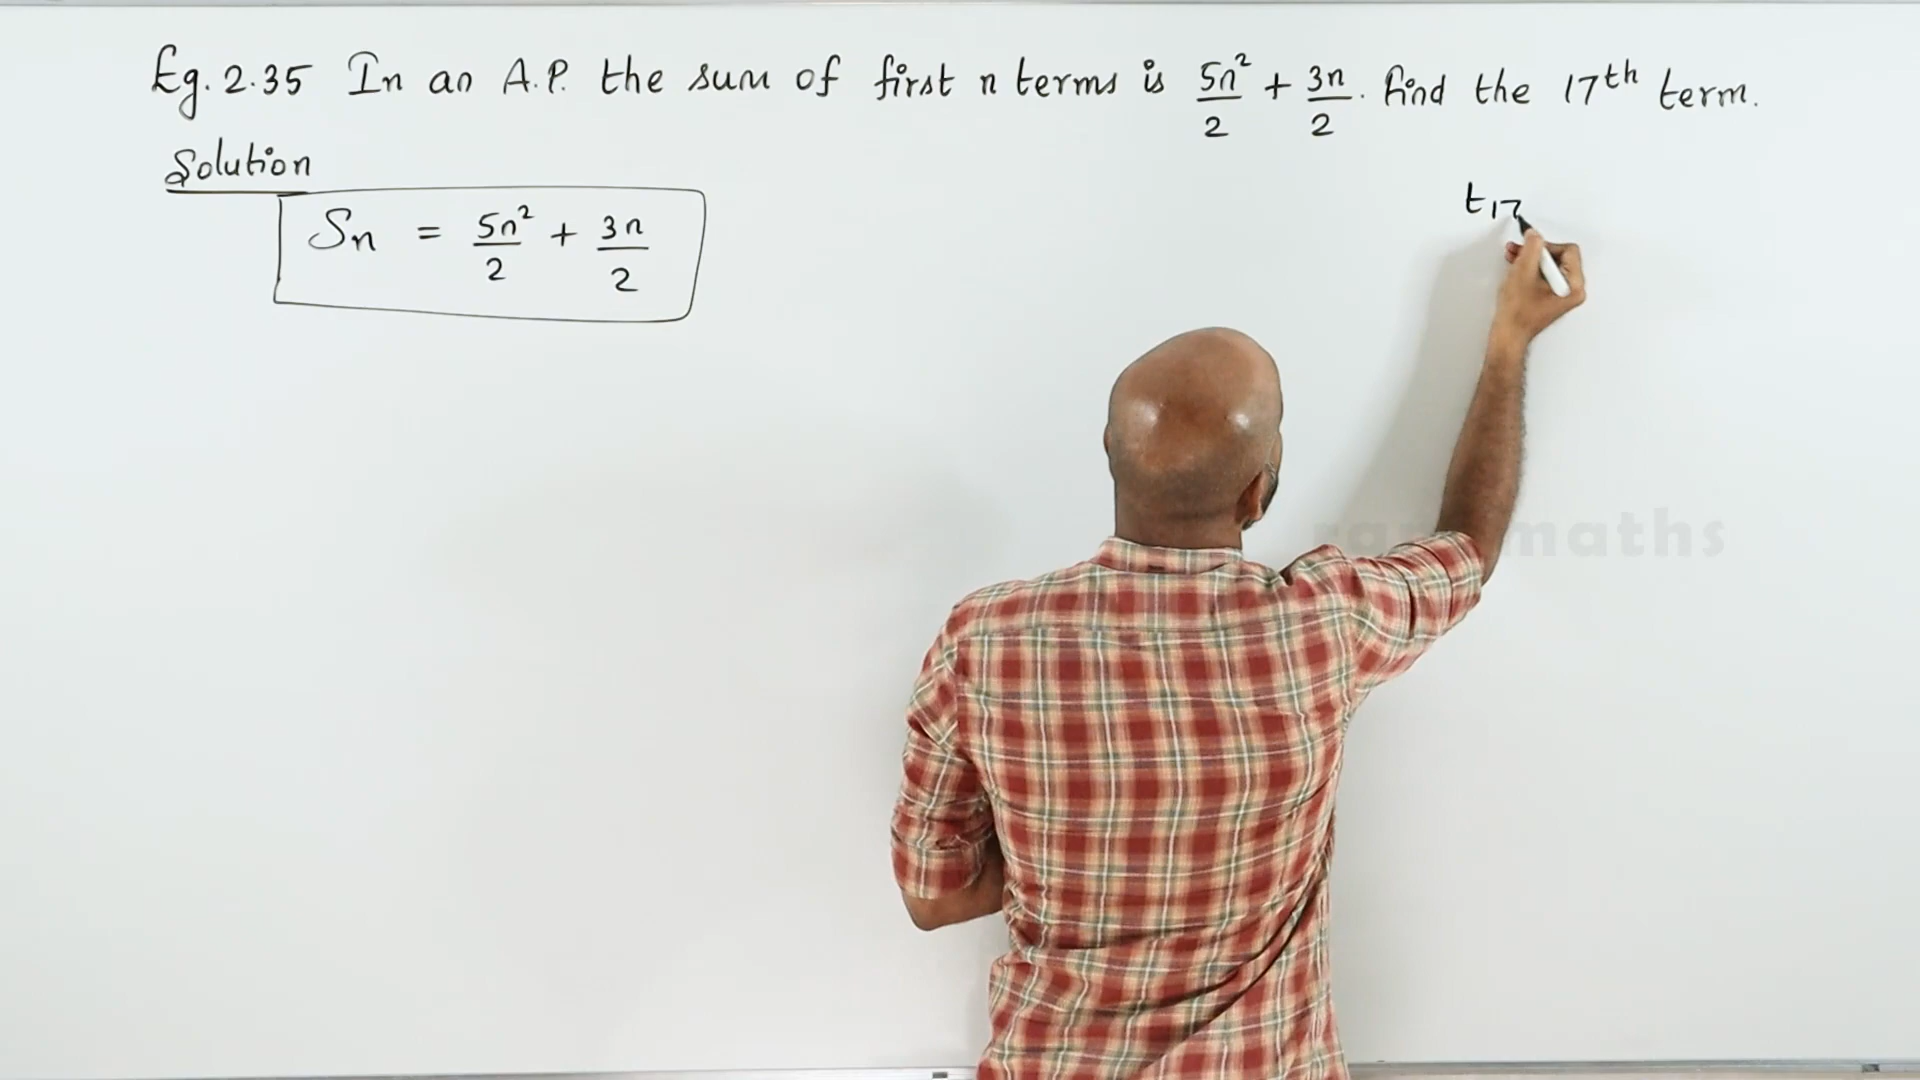 Eg. 2.35 In an A.P. the sum of first n terms is 5n²/2 + 3n/2. find the 17th term.
Solution
t17
Sn = 5n²/2 + 3n/2
maths